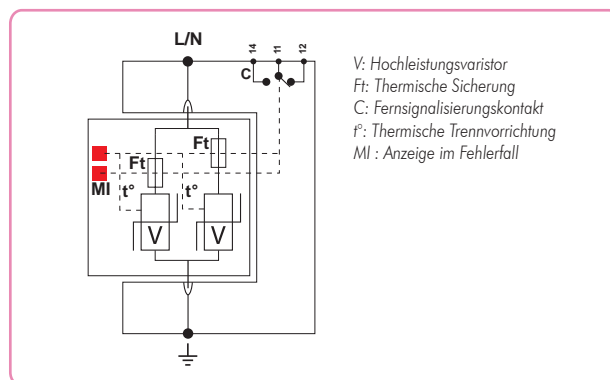 L/N
14
11
12
C
Ft
Ft
MI
t°
t°
V
V
V: Hochleistungsvaristor
Ft: Thermische Sicherung
C: Fernsignalisierungskontakt
t°: Thermische Trennvorrichtung
MI : Anzeige im Fehlerfall